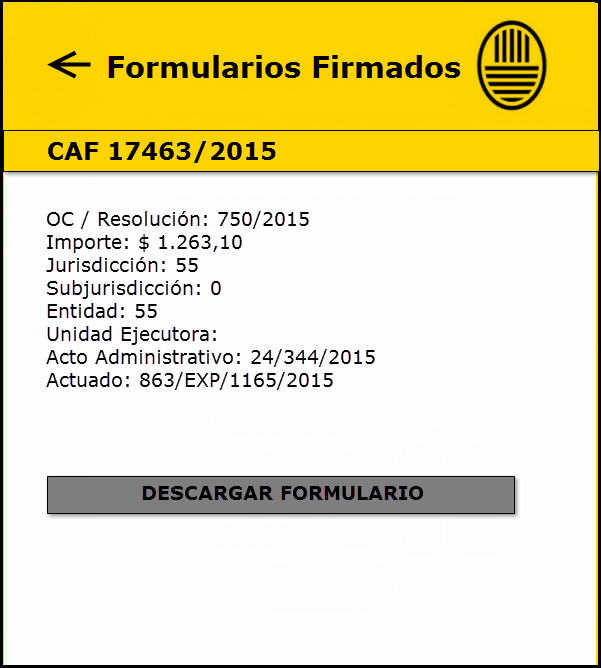 Formularios Firmados
CAF 17463/2015
OC / Resolución: 750/2015
Importe: $ 1.263,10
Jurisdicción: 55
Subjurisdicción: 0
Entidad: 55
Unidad Ejecutora:
Acto Administrativo: 24/344/2015
Actuado: 863/EXP/1165/2015
DESCARGAR FORMULARIO